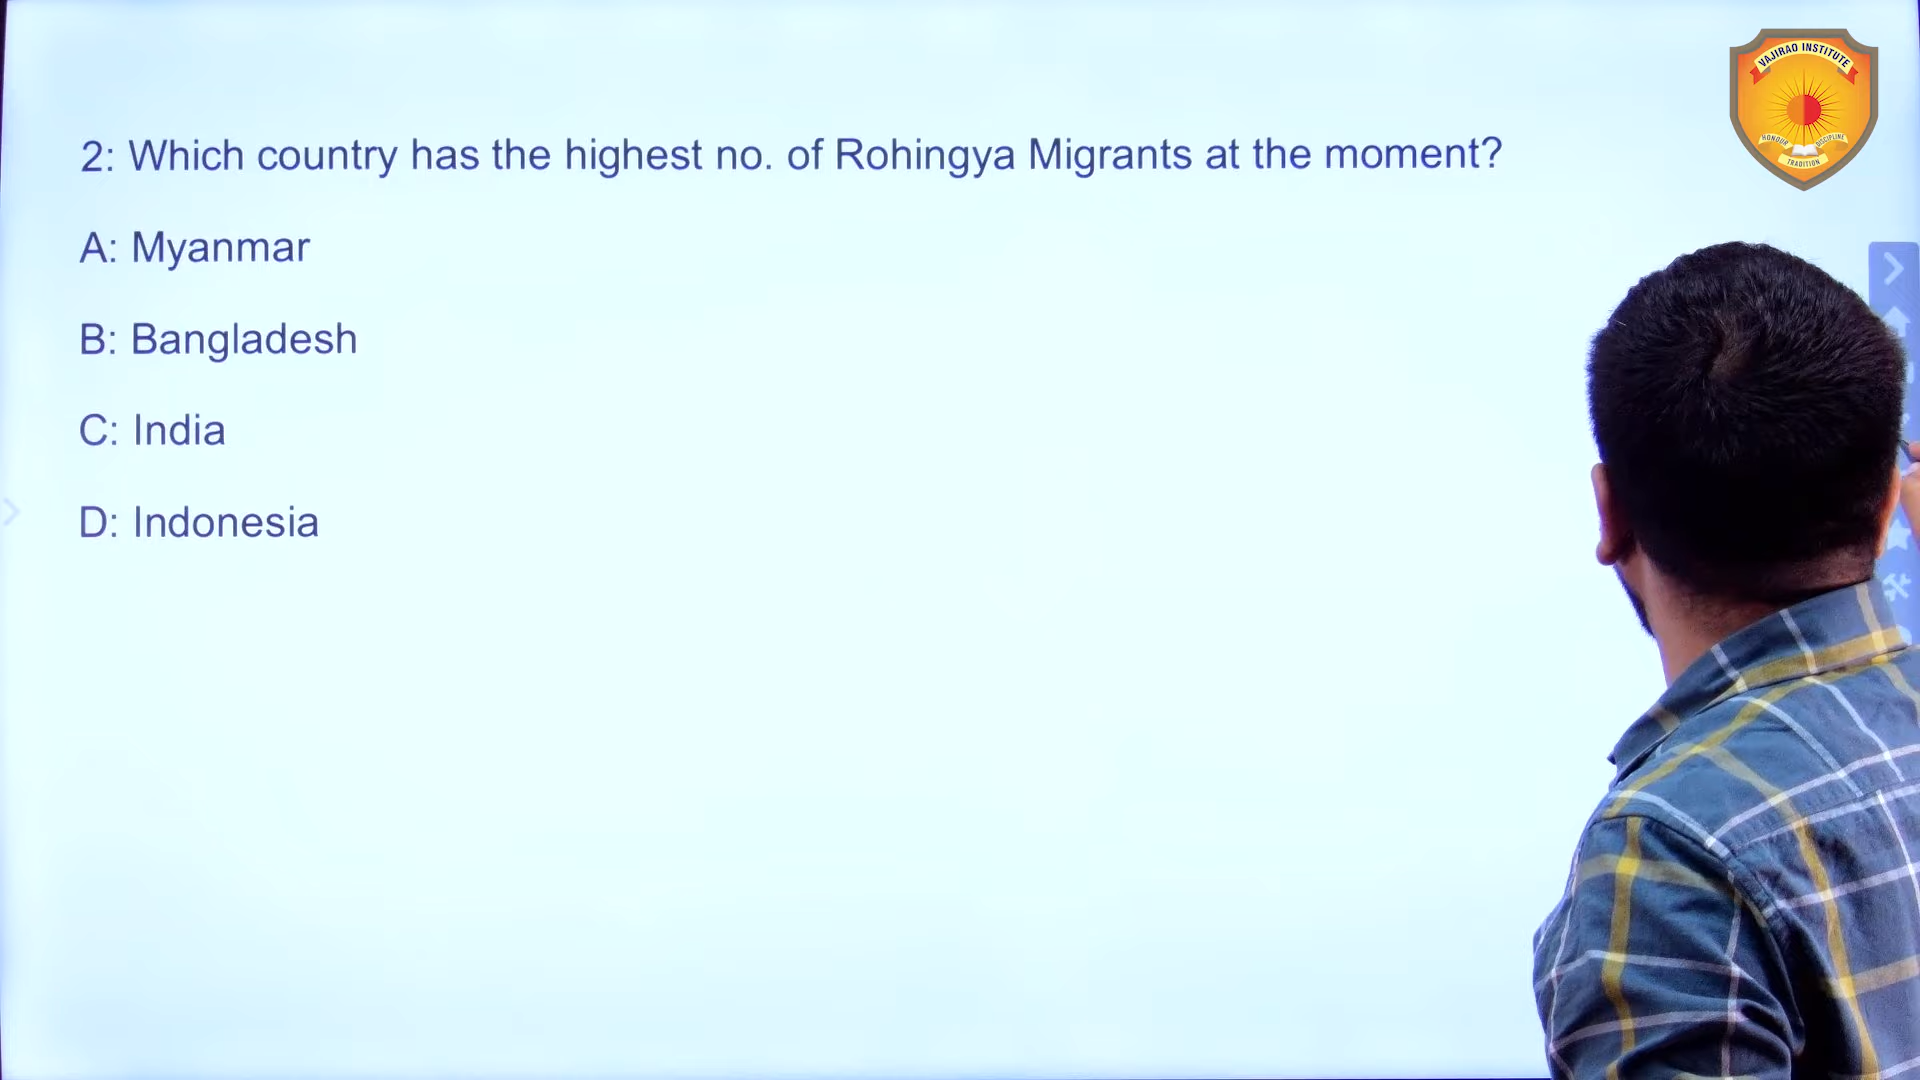 VAJIRAO INSTITUTE
HONOUR
DISCIPLINE
TRADITION
2: Which country has the highest no. of Rohingya Migrants at the moment?
A: Myanmar
B: Bangladesh
C: India
D: Indonesia